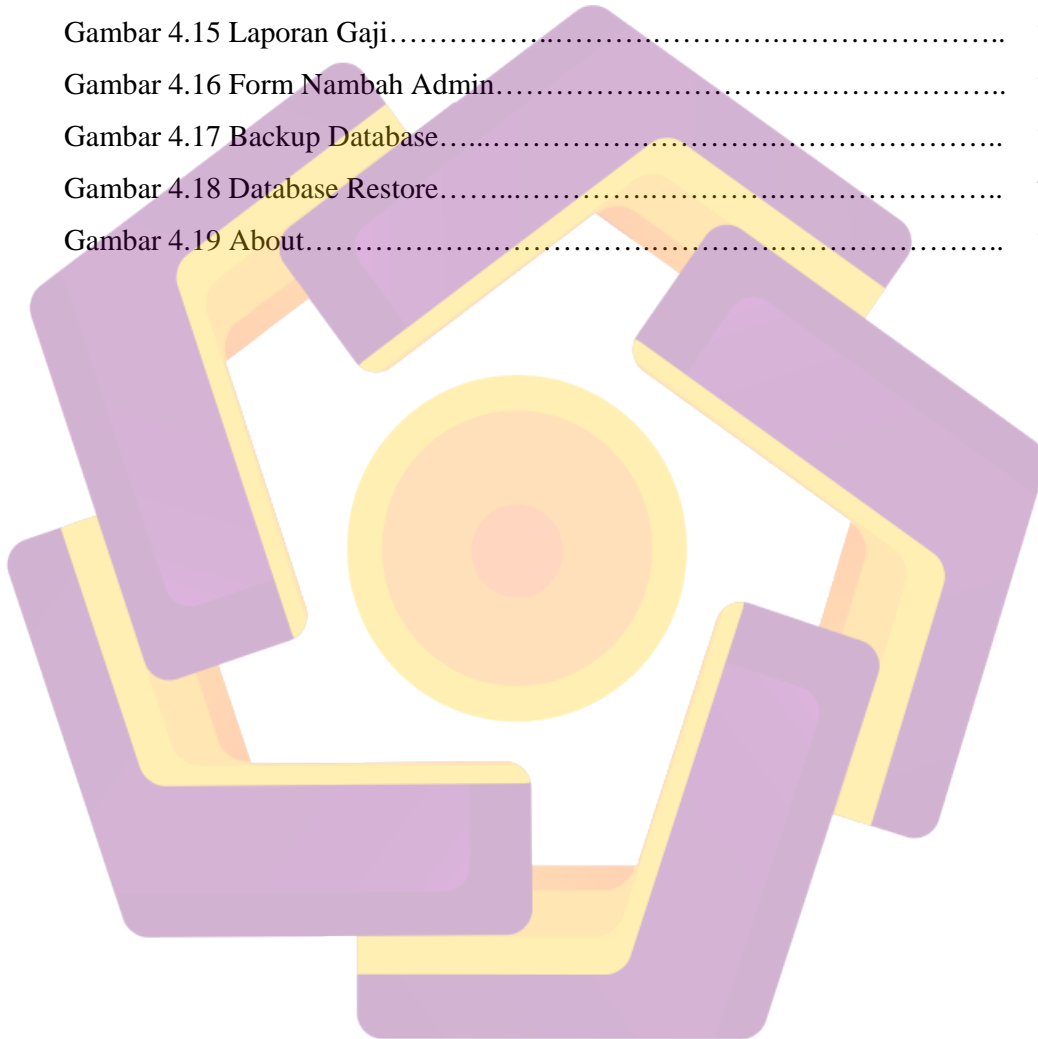 Gambar 4.15 Laporan Gaji……………..………………….…………………..
Gambar 4.16 Form Nambah Admin…………….………….…………………..
Gambar 4.17 Backup Database…...……………………….…………………..
Gambar 4.18 Database Restore……...………….…………………………..
Gambar 4.19 About……………….…………………………………………..